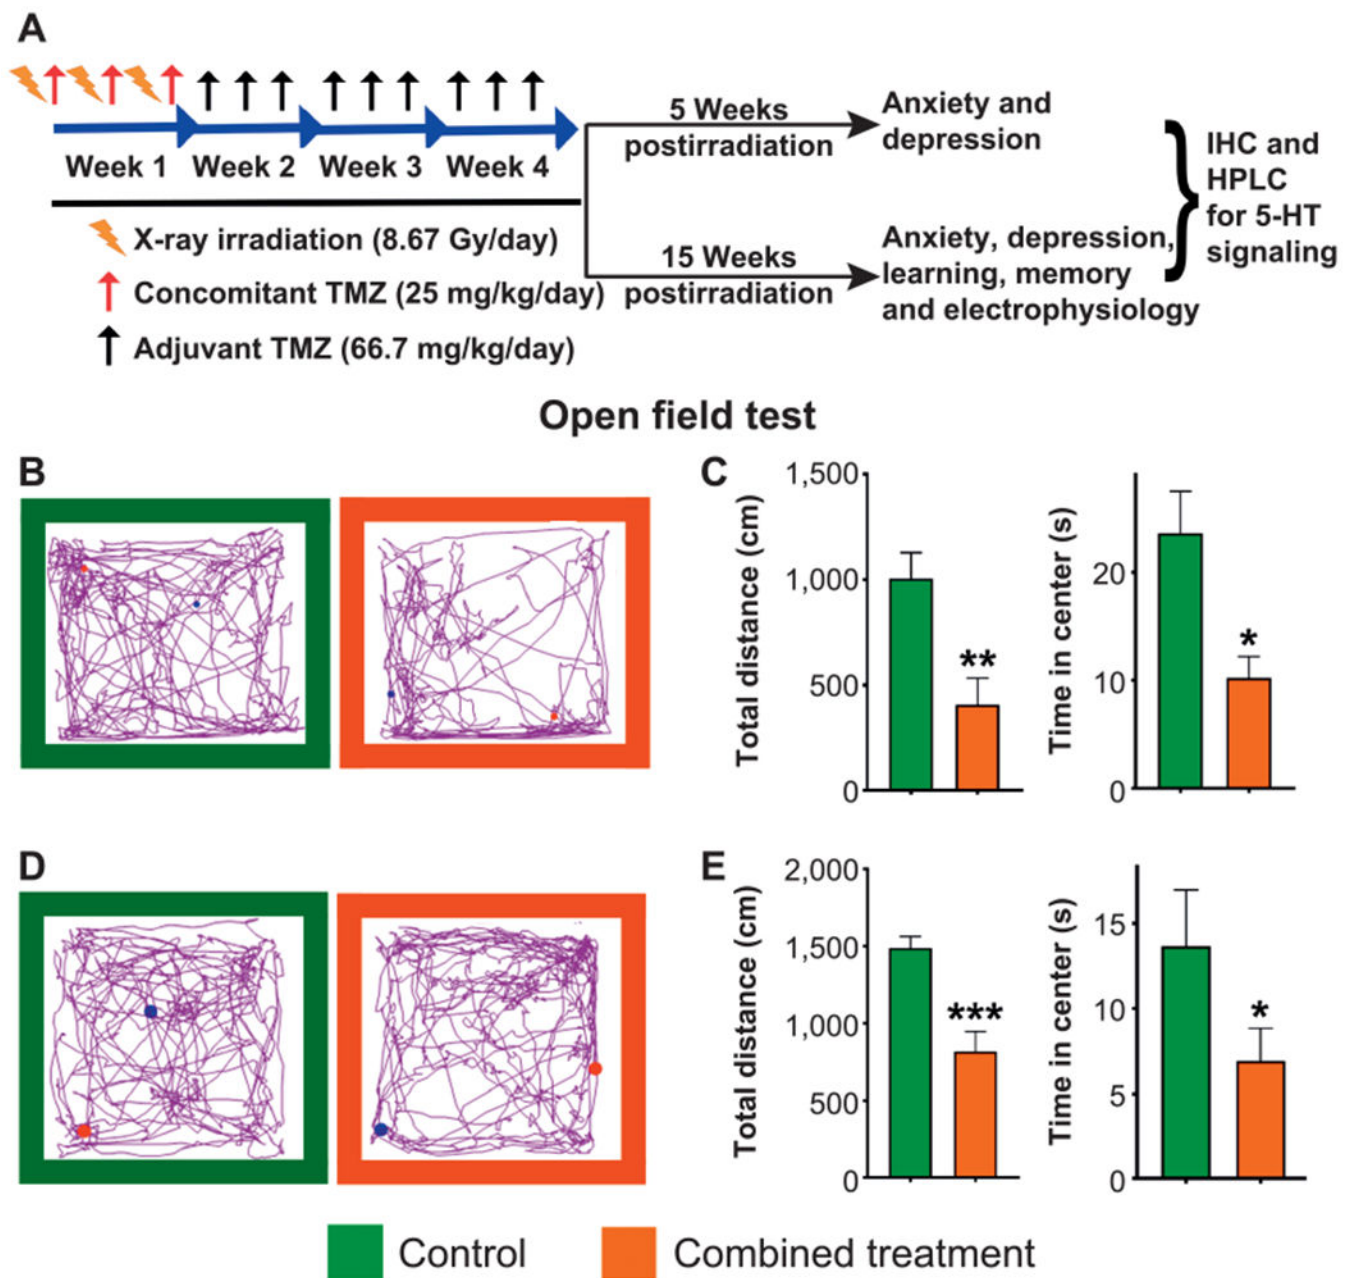 A
Week 1 Week 2 Week 3 Week 4
X-ray irradiation (8.67 Gy/day)
Concomitant TMZ (25 mg/kg/day)
Adjuvant TMZ (66.7 mg/kg/day)
5 Weeks
postirradiation
Anxiety and
depression
15 Weeks
postirradiation
Anxiety, depression,
learning, memory
and electrophysiology
IHC and
HPLC
for 5-HT
signaling
Open field test
B
C
Total distance (cm)
1,500
1,000
500
0
**
Time in center (s)
20
10
0
*
D
E
Total distance (cm)
2,000
1,500
1,000
500
0
***
Time in center (s)
15
10
5
0
*
Control
Combined treatment